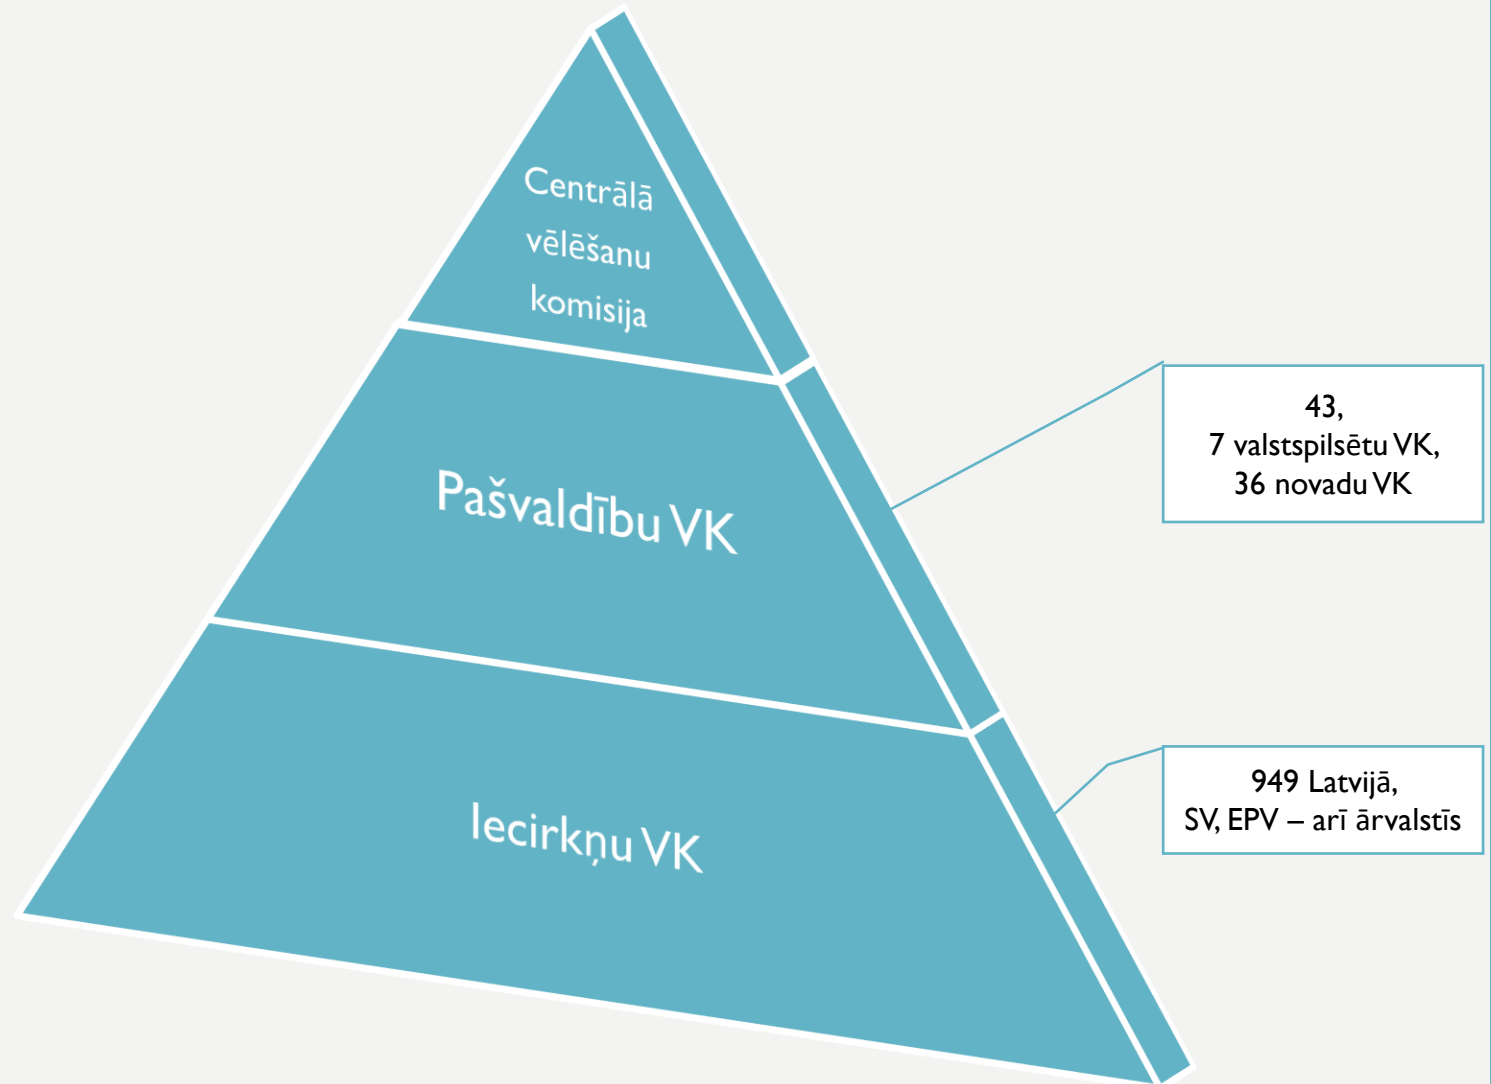 Centrālā
vēlēšanu
komisija
Pašvaldību VK
Iecirkņu VK
43,
7 valstspilsētu VK,
36 novadu VK
949 Latvijā,
SV, EPV – arī ārvalstīs